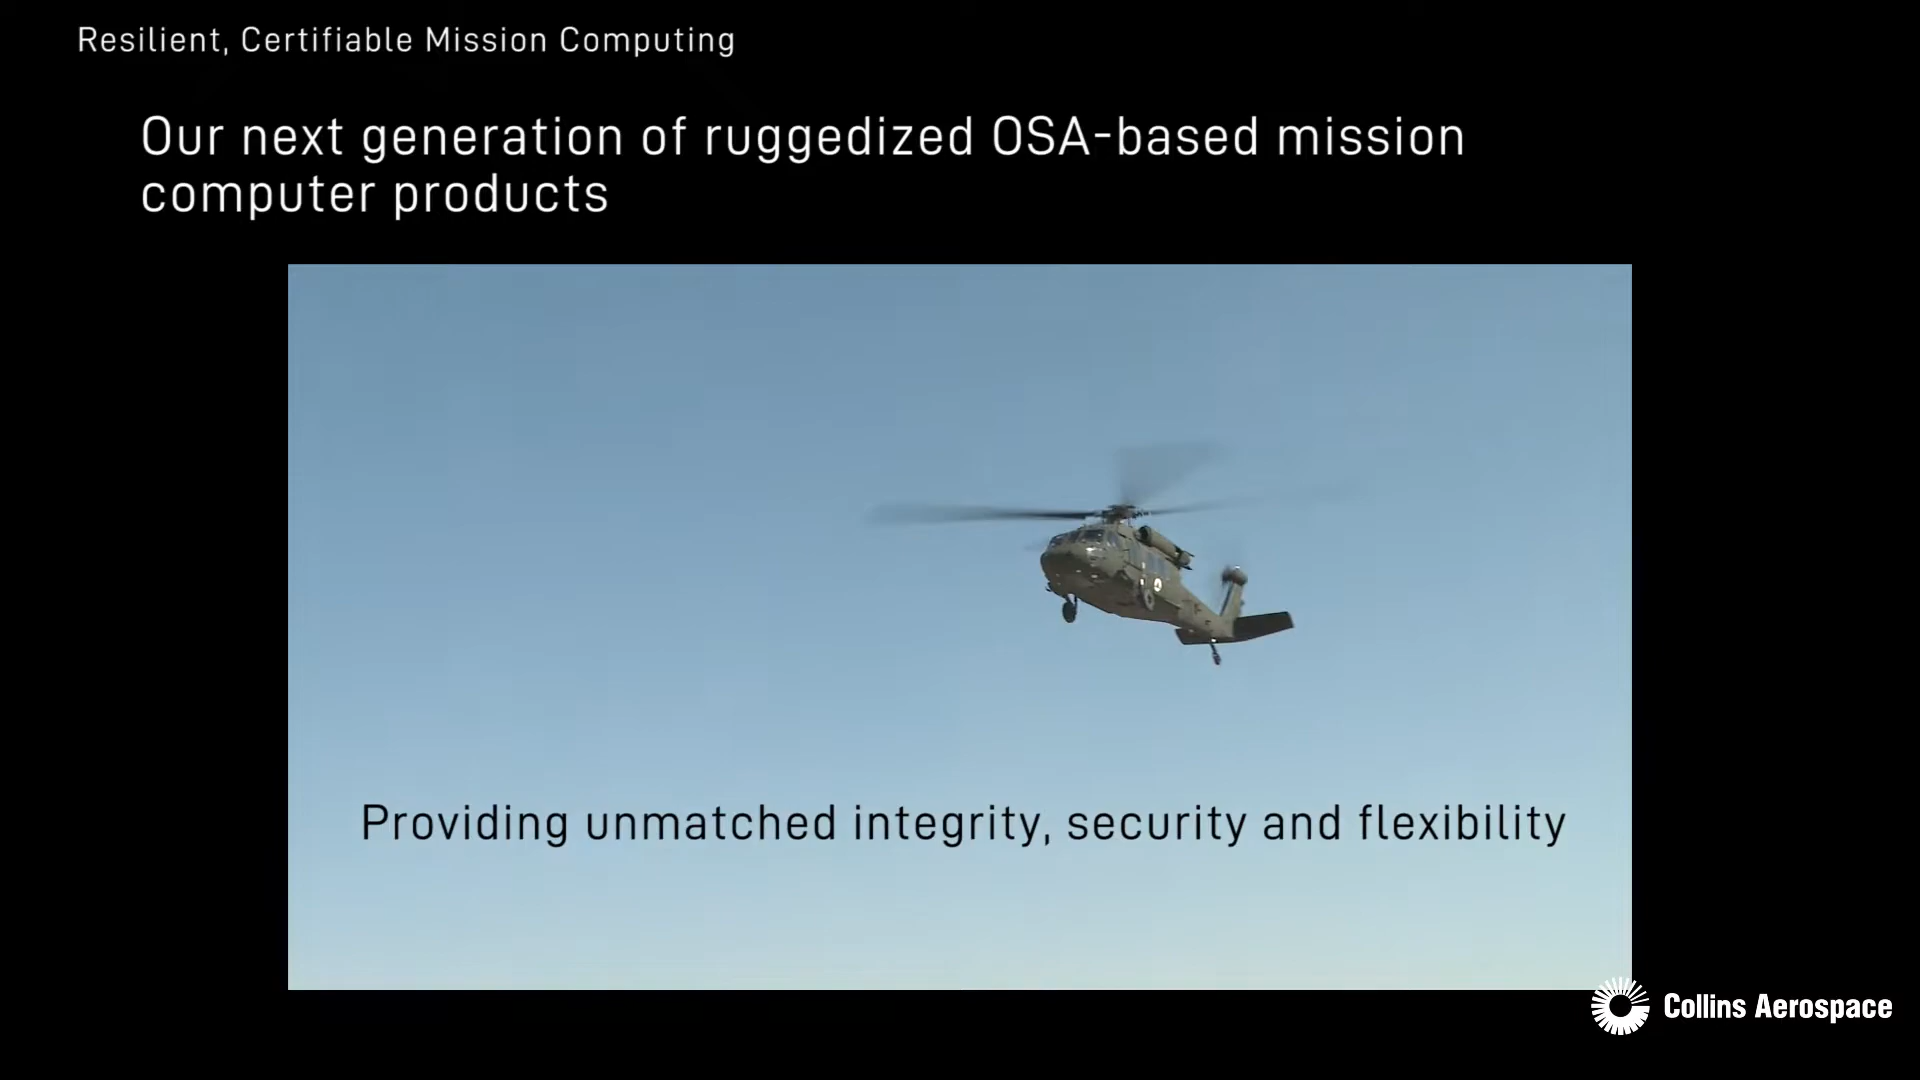 Resilient, Certifiable Mission Computing
Our next generation of ruggedized OSA-based mission
computer products
Providing unmatched integrity, security and flexibility
Collins Aerospace